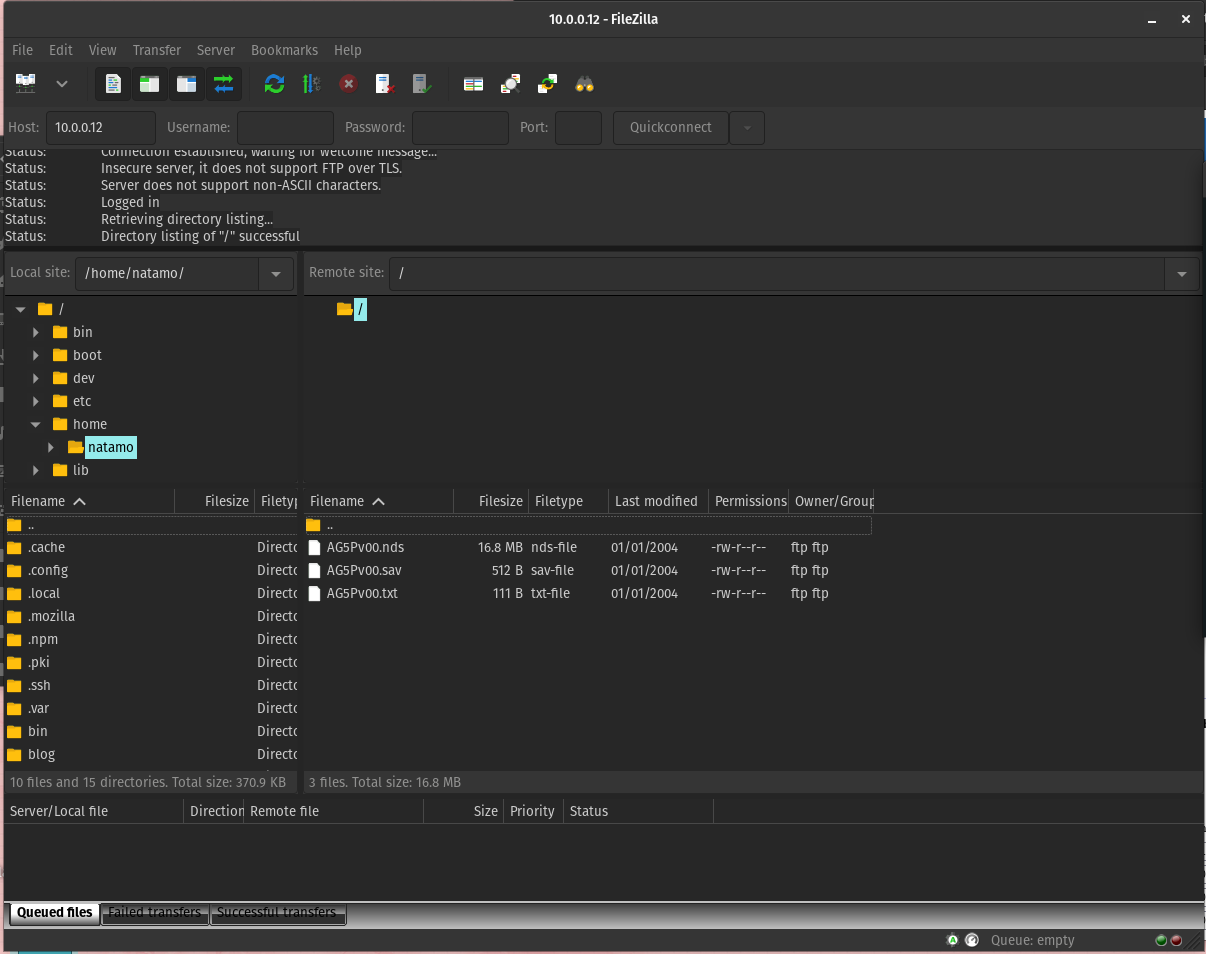 10.0.0.12 - FileZilla
File Edit View Transfer Server Bookmarks Help
Host: 10.0.0.12 Username: Password: Port: Quickconnect
Status: Connection established, waiting for welcome message...
Status: Insecure server, it does not support FTP over TLS.
Status: Server does not support non-ASCII characters.
Status: Logged in
Status: Retrieving directory listing...
Status: Directory listing of "/" successful
Local site: /home/natamo/
/
bin
boot
dev
etc
home
natamo
lib
Filename Filesize Filetyp
..
.cache Directo
.config Directo
.local Directo
.mozilla Directo
.npm Directo
.pki Directo
.ssh Directo
.var Directo
bin Directo
blog Directo
10 files and 15 directories. Total size: 370.9 KB
Remote site: /
/
Filename Filesize Filetype Last modified Permissions Owner/Group
..
AG5Pv00.nds 16.8 MB nds-file 01/01/2004 -rw-r--r-- ftp ftp
AG5Pv00.sav 512 B sav-file 01/01/2004 -rw-r--r-- ftp ftp
AG5Pv00.txt 111 B txt-file 01/01/2004 -rw-r--r-- ftp ftp
3 files. Total size: 16.8 MB
Server/Local file Direction Remote file Size Priority Status
Queued files Failed transfers Successful transfers
Queue: empty